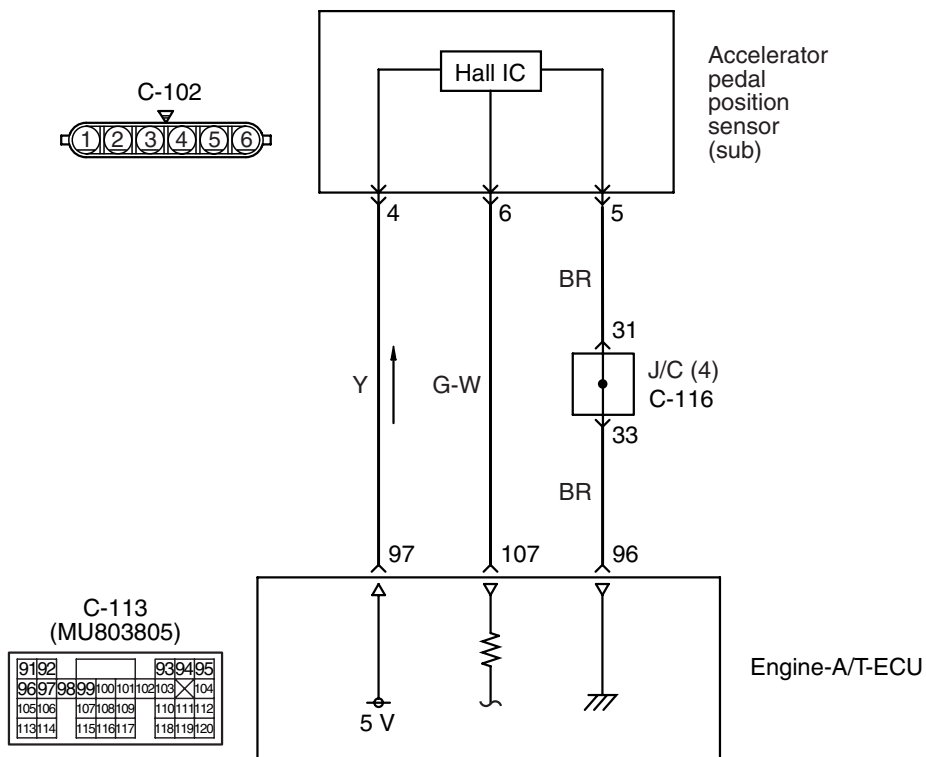 Hall IC
Accelerator
pedal
position
sensor
(sub)
C-102
1 2 3 4 5 6
4 6 5
BR
31
Y G-W
J/C (4)
C-116
33
BR
97 107 96
C-113
(MU803805)
91 92 93 94 95
96 97 98 99 100 101 102 103 104
105 106 107 108 109 110 111 112
113 114 115 116 117 118 119 120
5 V
Engine-A/T-ECU